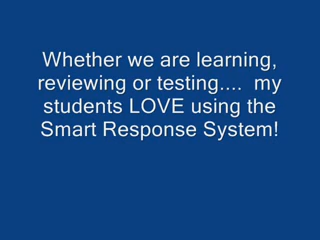 Whether we are learning,
reviewing or testing....  my
students LOVE using the
Smart Response System!